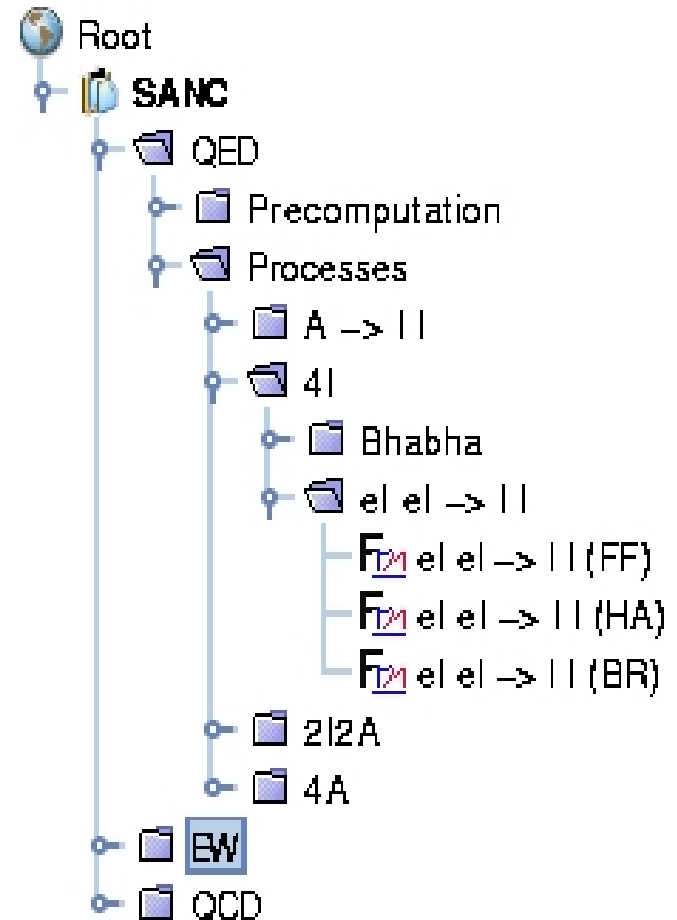 Root
SANC
QED
Precomputation
Processes
A –> l l
4l
Bhabha
el el –> l l
el el –> l l (FF)
el el –> l l (HA)
el el –> l l (BR)
2l2A
4A
EW
QCD